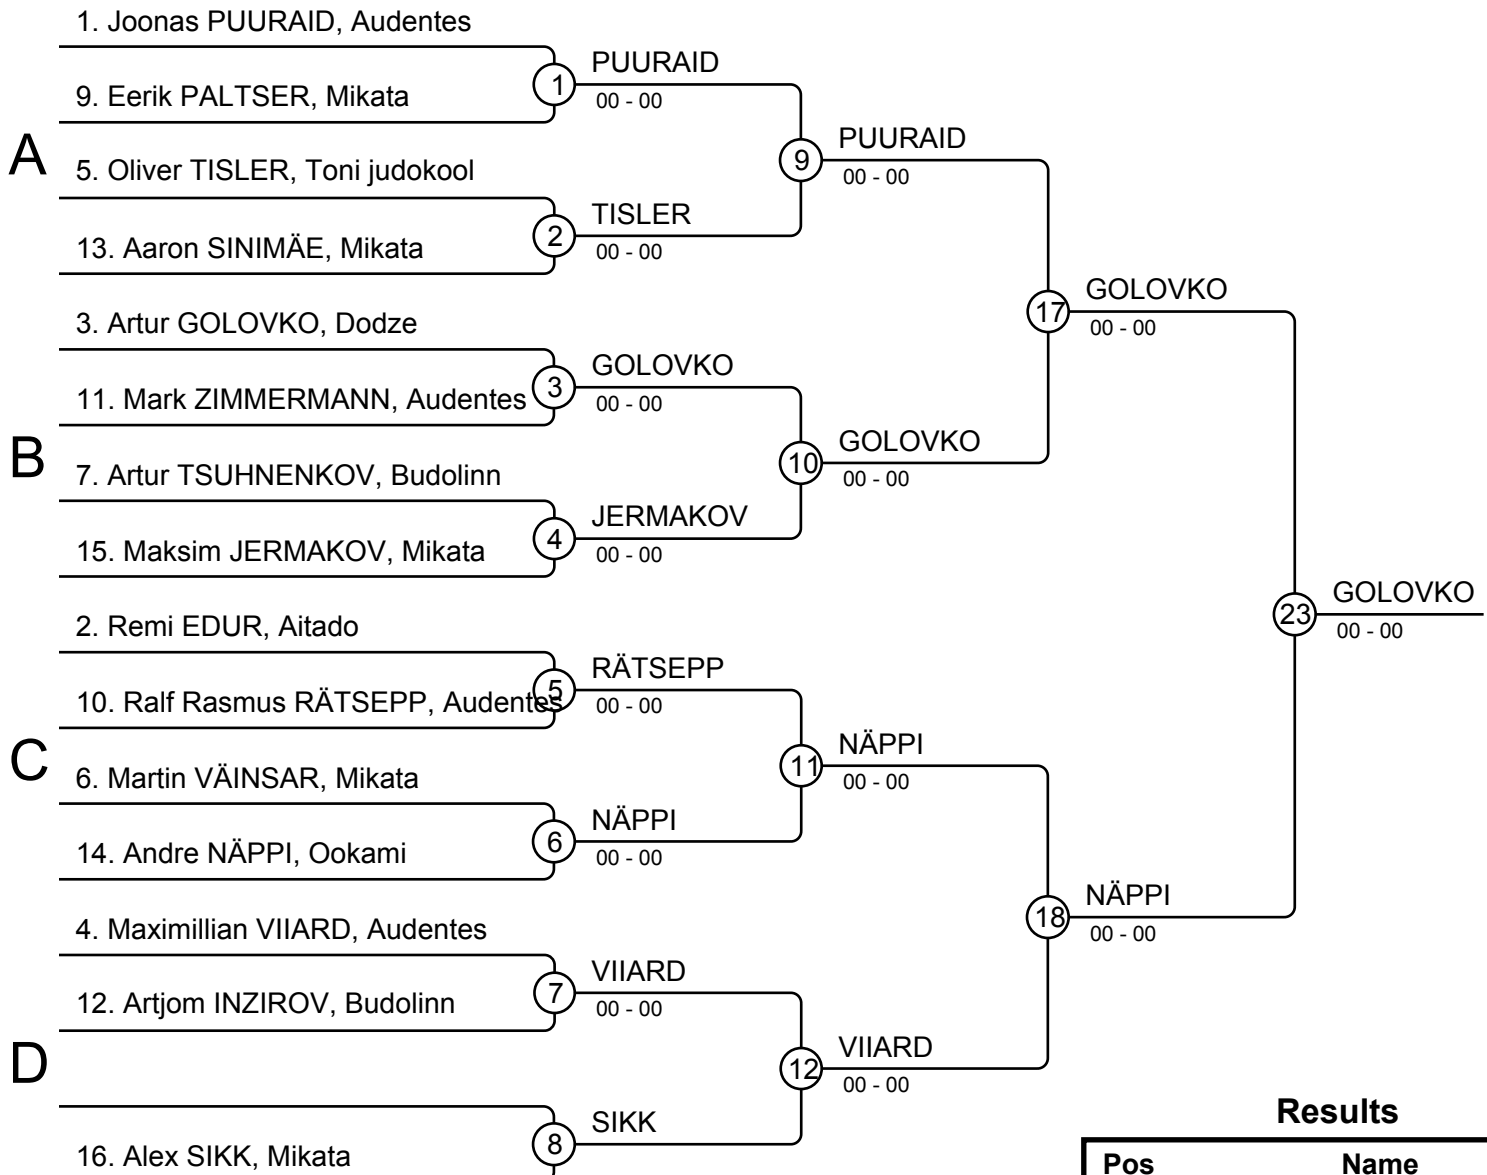 1. Joonas PUURAID, Audentes
9. Eerik PALTSER, Mikata
5. Oliver TISLER, Toni judokool
13. Aaron SINIMÄE, Mikata
A
3. Artur GOLOVKO, Dodze
11. Mark ZIMMERMANN, Audentes
7. Artur TSUHNENKOV, Budolinn
15. Maksim JERMAKOV, Mikata
B
2. Remi EDUR, Aitado
10. Ralf Rasmus RÄTSEPP, Audentes
6. Martin VÄINSAR, Mikata
14. Andre NÄPPI, Ookami
C
4. Maximillian VIIARD, Audentes
12. Artjom INZIROV, Budolinn
16. Alex SIKK, Mikata
D
1
PUURAID
00 - 00
2
TISLER
00 - 00
3
GOLOVKO
00 - 00
4
JERMAKOV
00 - 00
5
RÄTSEPP
00 - 00
6
NÄPPI
00 - 00
7
VIIARD
00 - 00
8
SIKK
9
PUURAID
00 - 00
10
GOLOVKO
00 - 00
11
NÄPPI
00 - 00
12
VIIARD
00 - 00
17
GOLOVKO
00 - 00
18
NÄPPI
00 - 00
23
GOLOVKO
00 - 00
Results
Pos Name